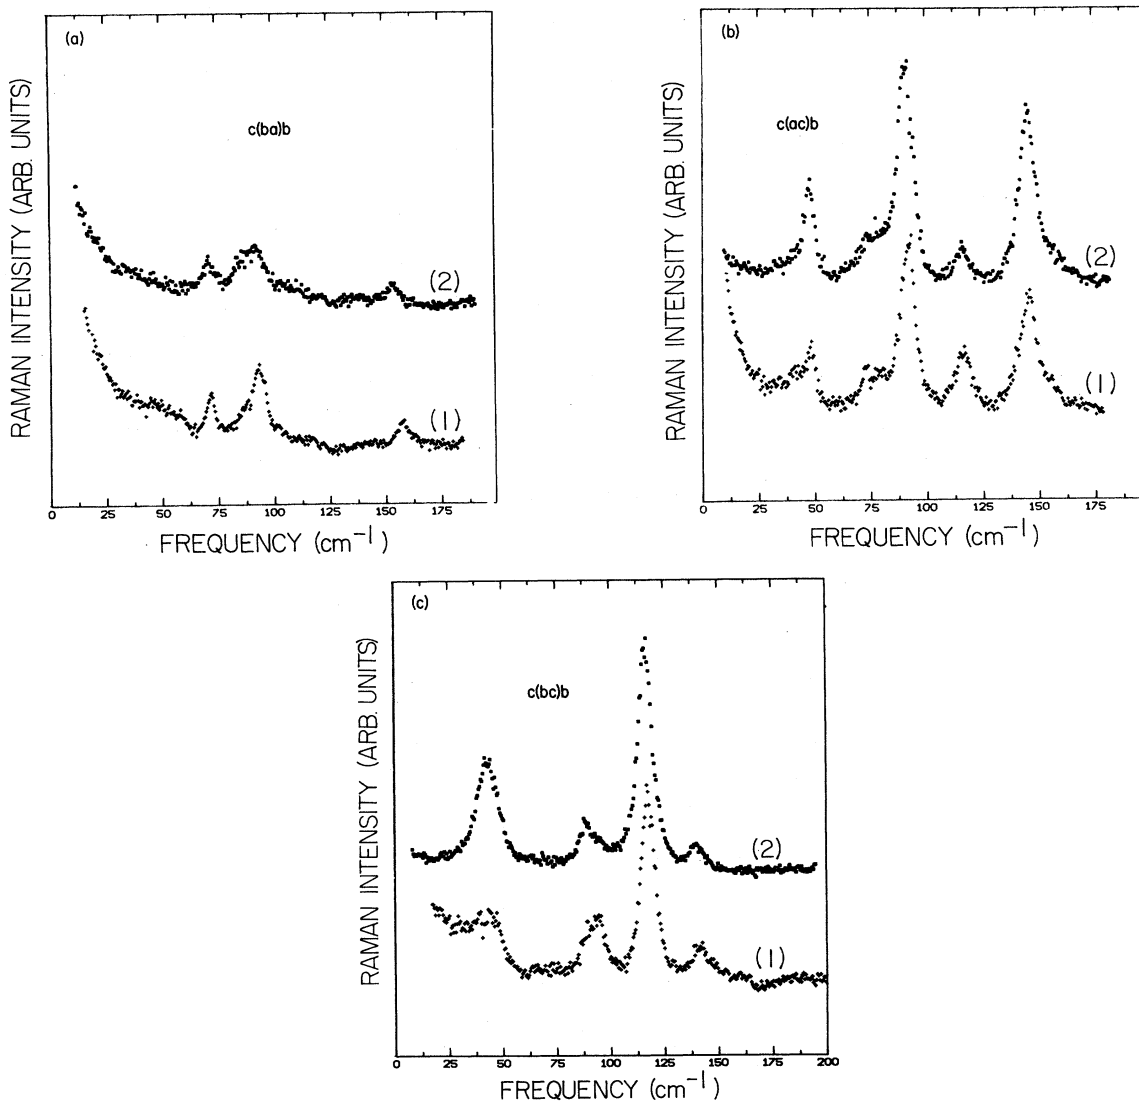 (a)
c(ba)b
(2)
(1)
RAMAN INTENSITY (ARB. UNITS)
0 25 50 75 100 125 150 175
FREQUENCY (cm⁻¹)
(b)
c(ac)b
(2)
(1)
RAMAN INTENSITY (ARB. UNITS)
0 25 50 75 100 125 150 175
FREQUENCY (cm⁻¹)
(c)
c(bc)b
(2)
(1)
RAMAN INTENSITY (ARB. UNITS)
0 25 50 75 100 125 150 175 200
FREQUENCY (cm⁻¹)